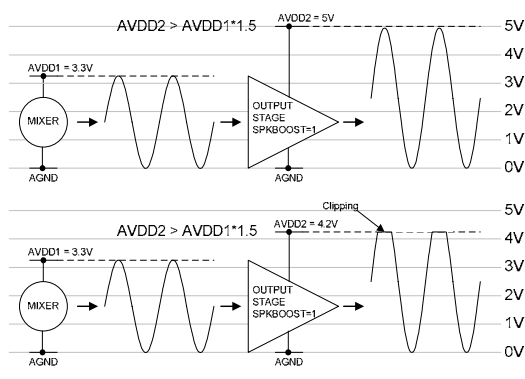 AVDD2 > AVDD1*1.5
AVDD2 = 5V
5V
4V
AVDD1 = 3.3V
3V
MIXER
OUTPUT
STAGE
SPKBOOST=1
2V
1V
0V
AGND
AGND
Clipping
5V
AVDD2 > AVDD1*1.5
AVDD2 = 4.2V
4V
AVDD1 = 3.3V
3V
MIXER
OUTPUT
STAGE
SPKBOOST=1
2V
1V
0V
AGND
AGND